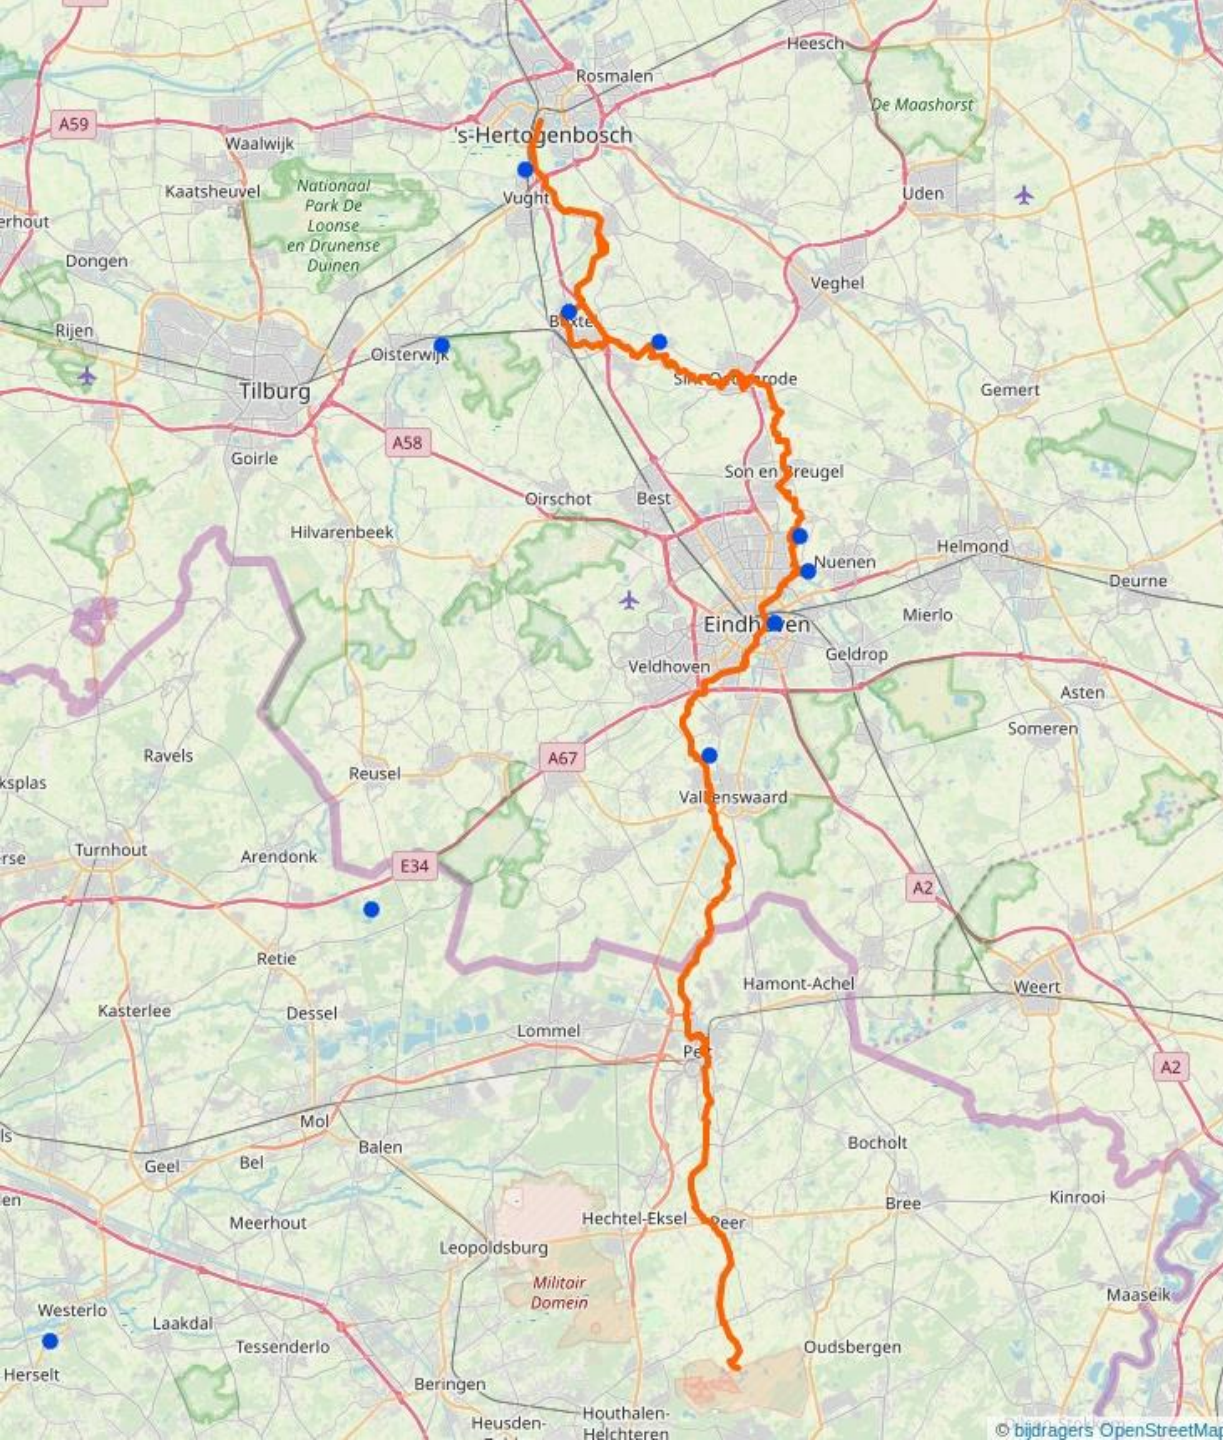 Heesch
Rosmalen
De Maashorst
A59
's-Hertogenbosch
Waalwijk
Kaatsheuvel
Nationaal
Park De
Loonse
en Drunense
Duinen
Vught
Uden
erhout
Dongen
Veghel
Rijen
Oisterwijk
Tilburg
Gemert
A58
Goirle
Son en Breugel
Oirschot
Best
Hilvarenbeek
Helmond
Nuenen
Deurne
Mierlo
Eindhoven
Geldrop
Veldhoven
Asten
Someren
Ravels
A67
Reusel
ksplas
Valkenswaard
Turnhout
Arendonk
erse
E34
A2
Retie
Hamont-Achel
Weert
Kasterlee
Dessel
Lommel
A2
Mol
Balen
Bocholt
Geel
Bel
Hechtel-Eksel
Peer
Bree
Kinrooi
Meerhout
Leopoldsburg
Militair
Domein
Maaseik
Westerlo
Laakdal
Tessenderlo
Oudsbergen
Herselt
Beringen
Heusden-
Houthalen-
Helchteren
© bijdragers OpenStreetMap